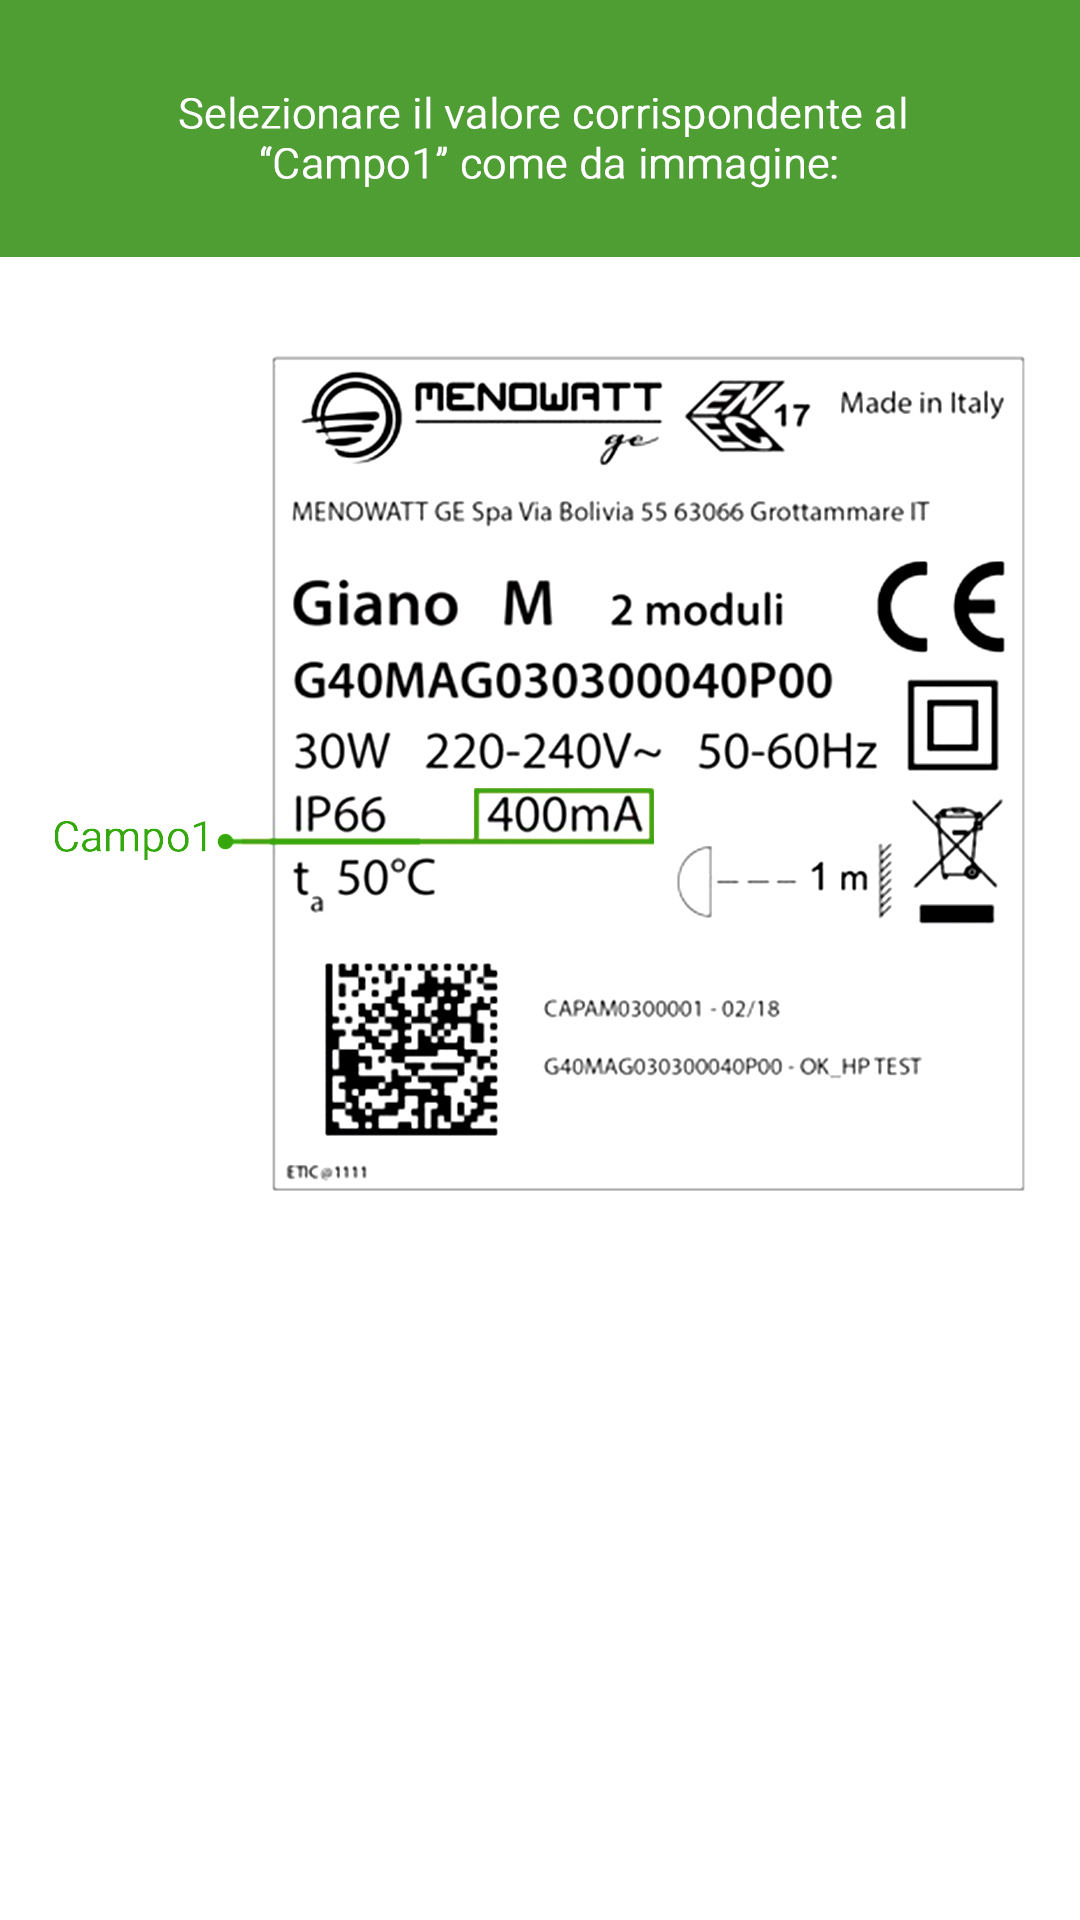 Selezionare il valore corrispondente al
“Campo1” come da immagine:
MENOWATT
ge
ENEC 17
Made in Italy
MENOWATT GE Spa Via Bolivia 55 63066 Grottammare IT
Giano M 2 moduli
CE
G40MAG030300040P00
30W 220-240V~ 50-60Hz
IP66 400mA
Campo1
ta 50°C
1 m
CAPAM0300001 - 02/18
G40MAG030300040P00 - OK_HP TEST
ETIC@1111